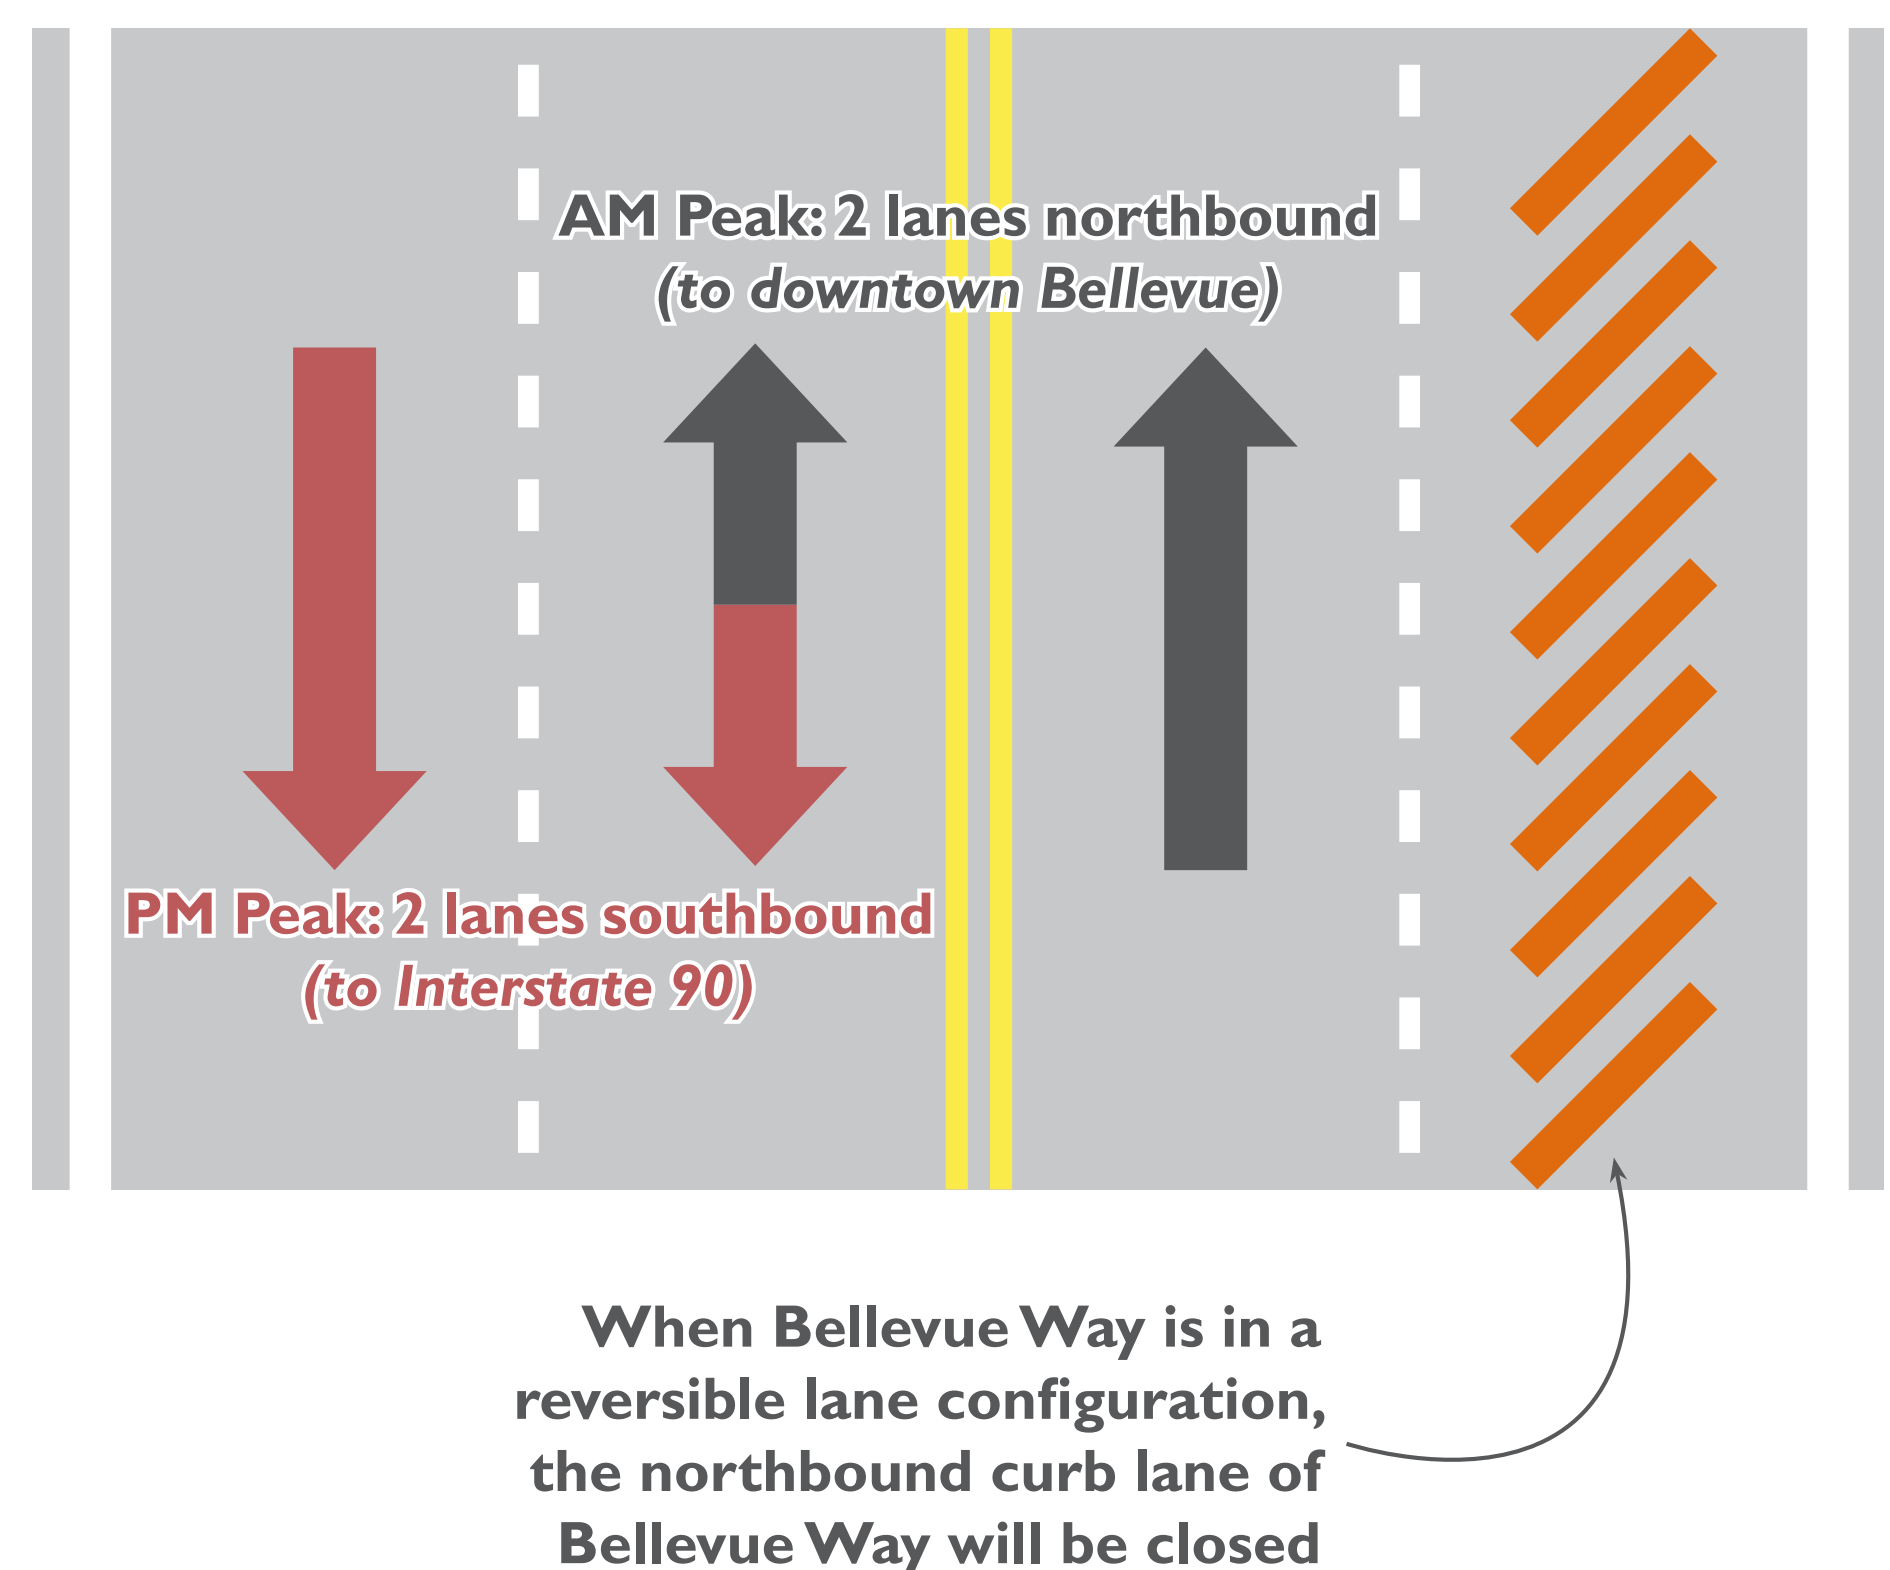 AM Peak: 2 lanes northbound
(to downtown Bellevue)
PM Peak: 2 lanes southbound
(to Interstate 90)
When Bellevue Way is in a
reversible lane configuration,
the northbound curb lane of
Bellevue Way will be closed